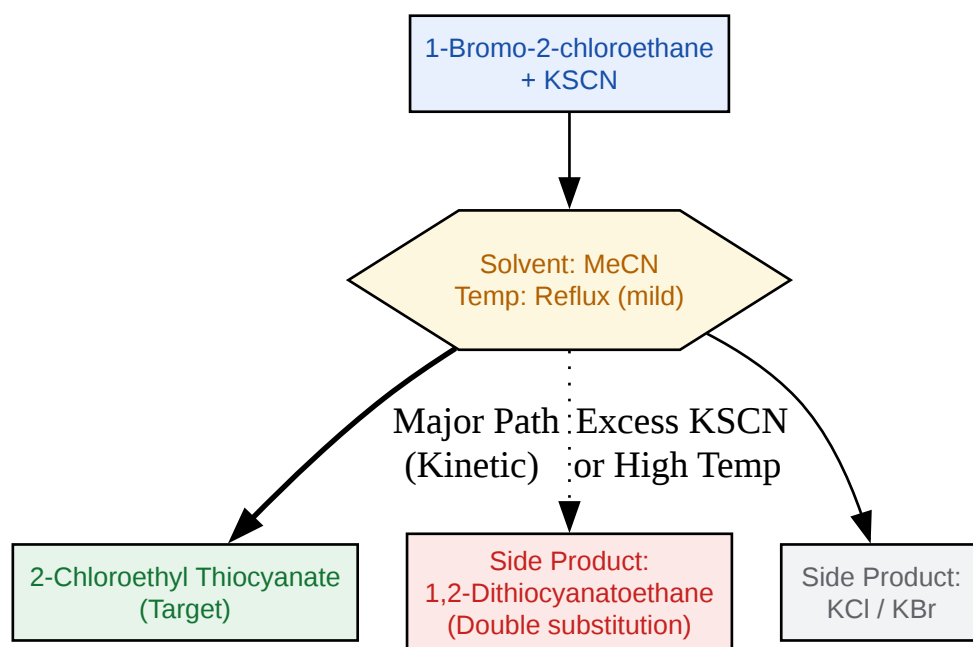 1-Bromo-2-chloroethane
+ KSCN
Solvent: MeCN
Temp: Reflux (mild)
Major Path
(Kinetic)
Excess KSCN
or High Temp
2-Chloroethyl Thiocyanate
(Target)
Side Product:
1,2-Dithiocyanatoethane
(Double substitution)
Side Product:
KCl / KBr